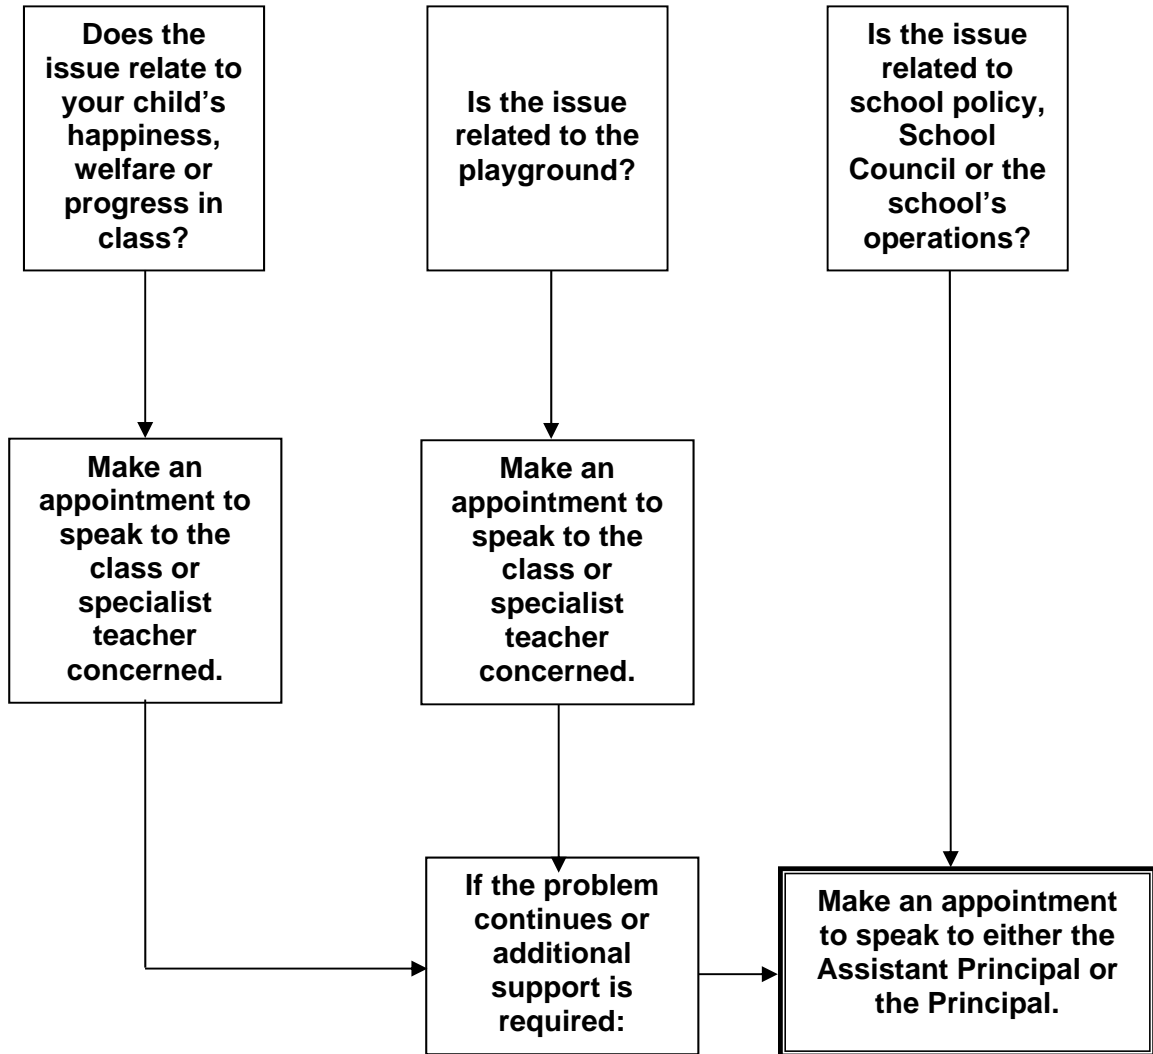 Does the
issue relate to
your child's
happiness,
welfare or
progress in
class?
Is the issue
related to the
playground?
Is the issue
related to
school policy,
School
Council or the
school's
operations?
Make an
appointment to
speak to the
class or
specialist
teacher
concerned.
Make an
appointment to
speak to the
class or
specialist
teacher
concerned.
If the problem
continues or
additional
support is
required:
Make an appointment
to speak to either the
Assistant Principal or
the Principal.